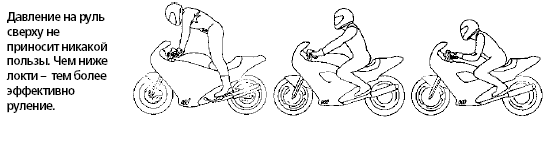 Давление на руль
сверху не
приносит никакой
пользы. Чем ниже
локти – тем более
эффективно
руление.